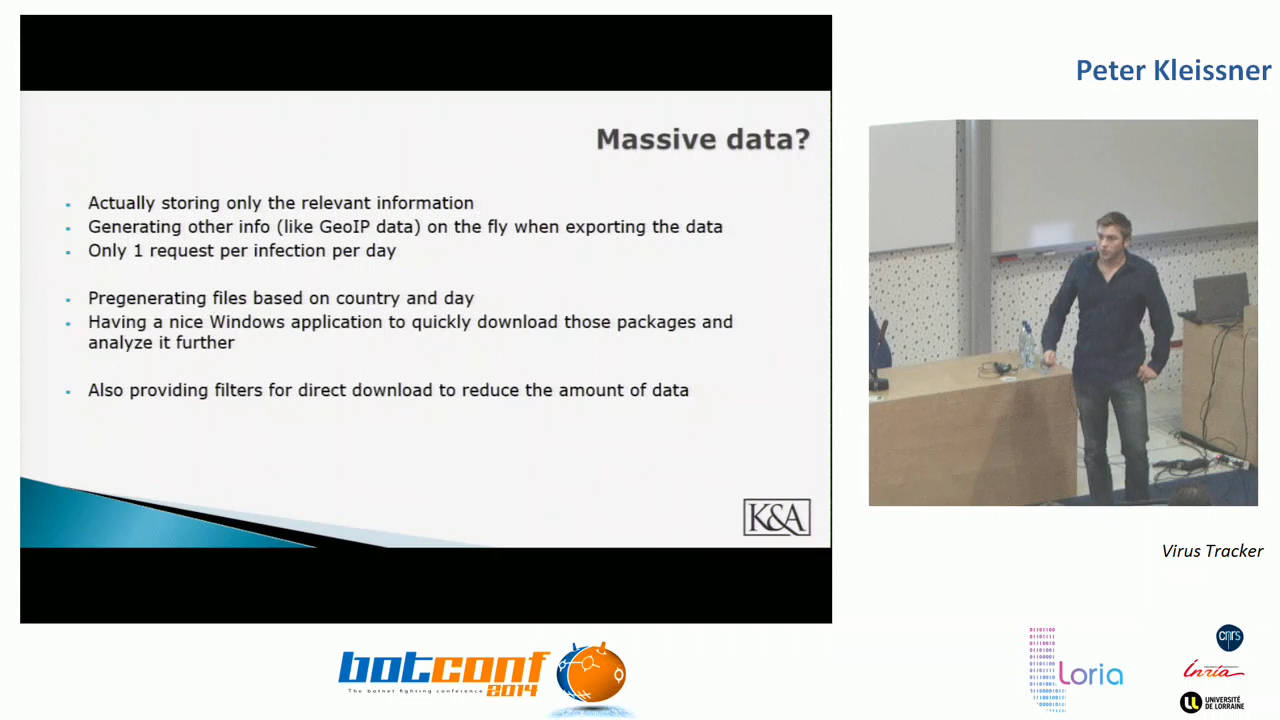 Peter Kleissner
Massive data?
Actually storing only the relevant information
Generating other info (like GeoIP data) on the fly when exporting the data
Only 1 request per infection per day
Pregenerating files based on country and day
Having a nice Windows application to quickly download those packages and
analyze it further
Also providing filters for direct download to reduce the amount of data
K&A
Virus Tracker
botconf
The botnet fighting conference
2014
Loria
cnrs
Inria
UNIVERSITÉ
DE LORRAINE